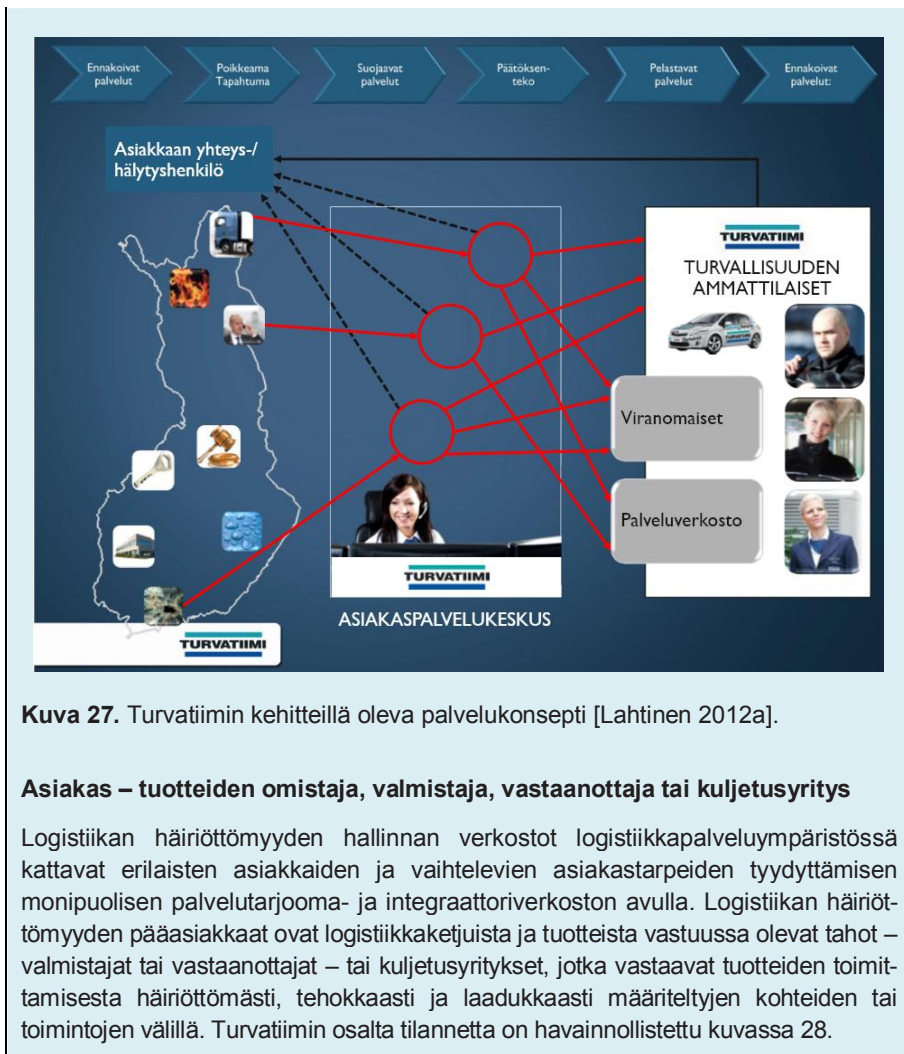 Ennakoivat
palvelut
Poikkeama
Tapahtuma
Suojaavat
palvelut
Päätöksen-
teko
Pelastavat
palvelut
Ennakoivat
palvelut:
Asiakkaan yhteys-/
hälytyshenkilö
TURVATIIMI
TURVALLISUUDEN
AMMATTILAISET
Viranomaiset
Palveluverkosto
TURVATIIMI
ASIAKASPALVELUKESKUS
TURVATIIMI
Kuva 27. Turvatiimin kehitteillä oleva palvelukonsepti [Lahtinen 2012a].
Asiakas – tuotteiden omistaja, valmistaja, vastaanottaja tai kuljetusyritys
Logistiikan häiriöttömyyden hallinnan verkostot logistiikkapalveluympäristössä
kattavat erilaisten asiakkaiden ja vaihtelevien asiakastarpeiden tyydyttämisen
monipuolisen palvelutarjooma- ja integraattoriverkoston avulla. Logistiikan häiriöt-
tömyyden pääasiakkaat ovat logistiikkaketjuista ja tuotteista vastuussa olevat tahot –
valmistajat tai vastaanottajat – tai kuljetusyritykset, jotka vastaavat tuotteiden toimit-
tamisesta häiriöttömästi, tehokkaasti ja laadukkaasti määriteltyjen kohteiden tai
toimintojen välillä. Turvatiimin osalta tilannetta on havainnollistettu kuvassa 28.